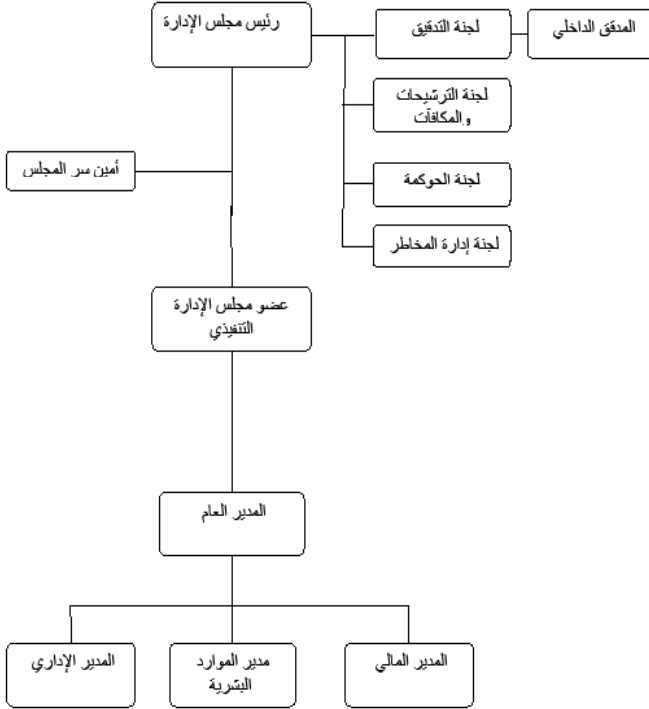 رئيس مجلس الإدارة
لجنة التدقيق
المدقق الداخلي
لجنة الترشيحات
والمكافآت
أمين سر المجلس
لجنة الحوكمة
لجنة إدارة المخاطر
عضو مجلس الإدارة
التنفيذي
المدير العام
المدير المالي
مدير الموارد
البشرية
المدير الإداري